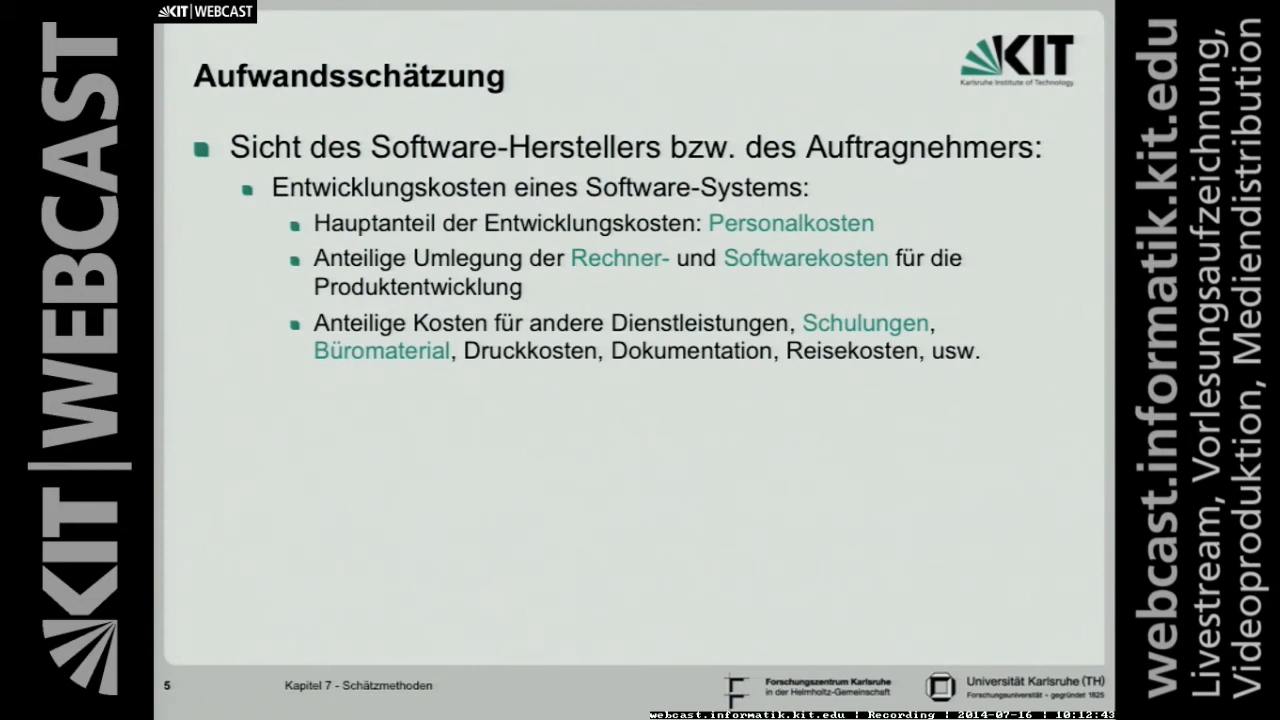 KIT | WEBCAST
KIT|WEBCAST
Aufwandsschätzung
KIT
Karlsruhe Institute of Technology
Sicht des Software-Herstellers bzw. des Auftragnehmers:
Entwicklungskosten eines Software-Systems:
Hauptanteil der Entwicklungskosten: Personalkosten
Anteilige Umlegung der Rechner- und Softwarekosten für die
Produktentwicklung
Anteilige Kosten für andere Dienstleistungen, Schulungen,
Büromaterial, Druckkosten, Dokumentation, Reisekosten, usw.
5
Kapitel 7 - Schätzmethoden
Forschungszentrum Karlsruhe
in der Helmholtz-Gemeinschaft
Universität Karlsruhe (TH)
Forschungsuniversität - gegründet 1825
webcast.informatik.kit.edu | Recording | 2014-07-16 | 10:12:43
webcast.informatik.kit.edu
Livestream, Vorlesungsaufzeichnung,
Videoproduktion, Mediendistribution